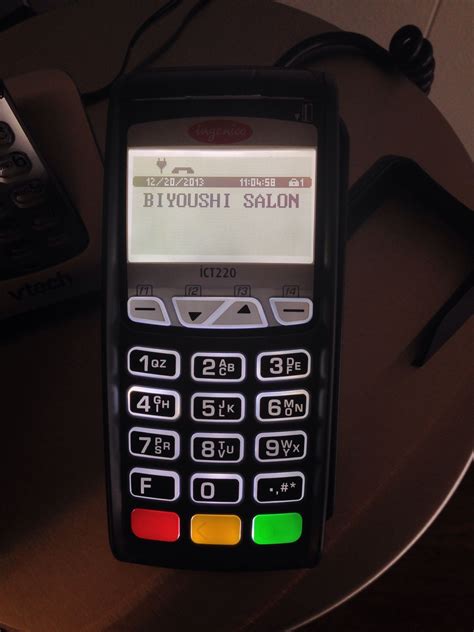 ingenico
12/20/2013 11:04:58 1
BIYOUSHI SALON
iCT220
f1 f2 f3 f4
1QZ 2ABC 3DEF
4GHI 5JKL 6MNO
7PRS 8TUV 9WXY
F 0 .,#*
vtech